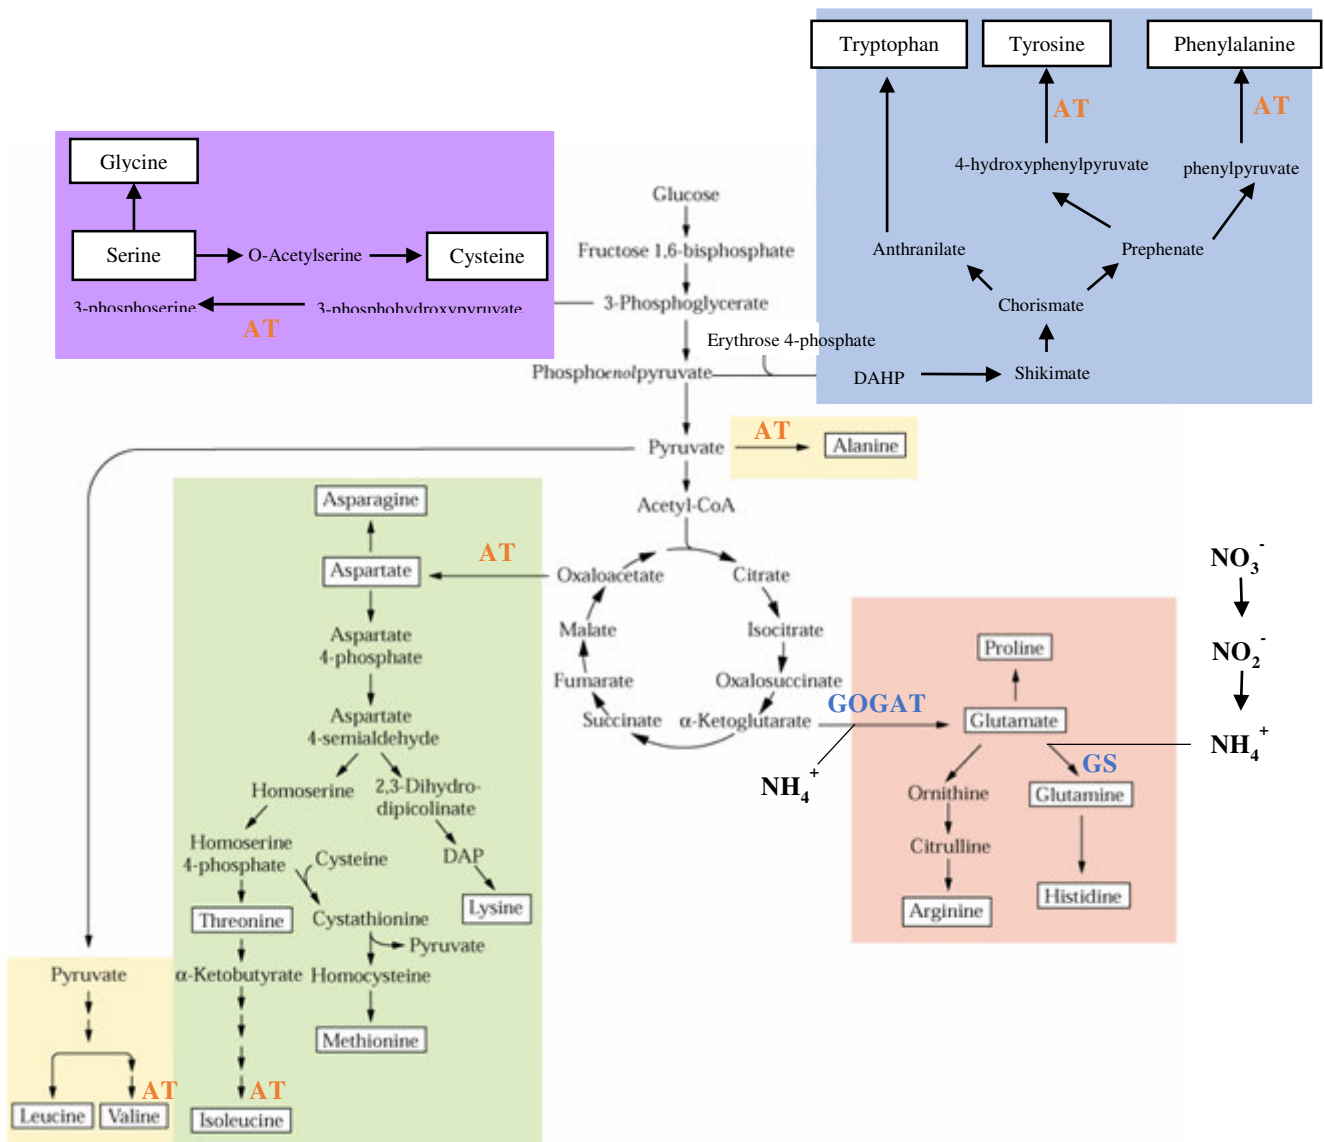 Tryptophan
Tyrosine
Phenylalanine
AT
AT
Glycine
4-hydroxyphenylpyruvate
phenylpyruvate
Glucose
Serine
O-Acetylserine
Cysteine
Fructose 1,6-bisphosphate
Anthranilate
Prephenate
3-phosphoserine
3-phosphohydroxypyruvate
3-Phosphoglycerate
Chorismate
AT
Erythrose 4-phosphate
Phosphoenolpyruvate
DAHP
Shikimate
AT
Pyruvate
Alanine
Asparagine
Acetyl-CoA
AT
NO3-
Aspartate
Oxaloacetate
Citrate
Aspartate
4-phosphate
Malate
Isocitrate
Proline
NO2-
Fumarate
Oxalosuccinate
GOGAT
Aspartate
4-semialdehyde
Succinate
α-Ketoglutarate
Glutamate
NH4+
GS
NH4+
Homoserine
2,3-Dihydro-
dipicolinate
Ornithine
Glutamine
Homoserine
4-phosphate
Cysteine
DAP
Citrulline
Histidine
Threonine
Cystathionine
Lysine
Arginine
Pyruvate
Pyruvate
α-Ketobutyrate
Homocysteine
Methionine
AT
AT
Leucine
Valine
Isoleucine